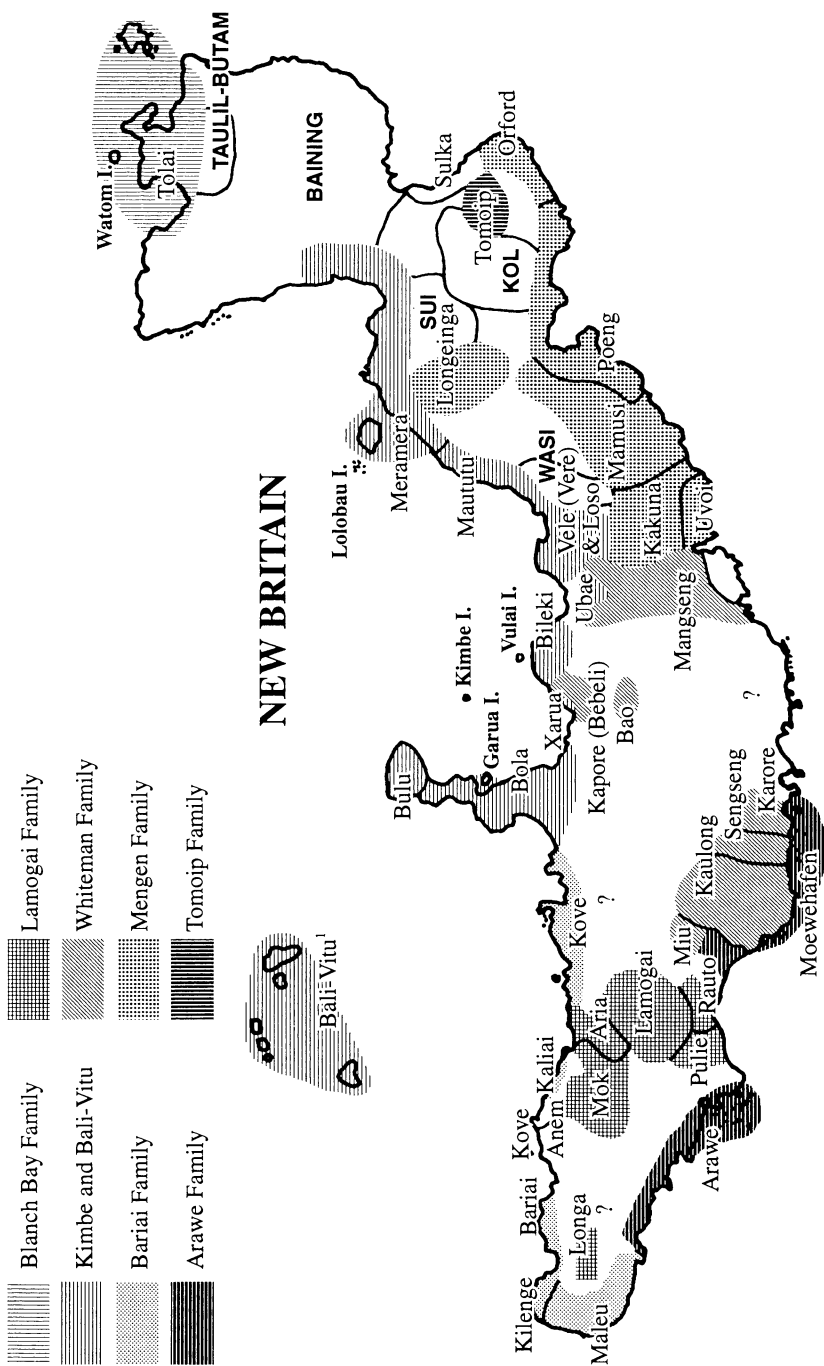 Blanch Bay Family
Kimbe and Bali-Vitu
Bariai Family
Arawe Family
Lamogai Family
Whiteman Family
Mengen Family
Tomoip Family
NEW BRITAIN
Bali-Vitu¹
Watom I.
Tolai
TAULIL-BUTAM
BAINING
Lolobau I.
Meramera
Maututu
SUI
Longeinga
Sulka
Tomoip
KOL
Orford
WASI
Vele (Vere)
& Loso
Mamusi
Poeng
Kakuna
Uvol
Kimbe I.
Vulai I.
Garua I.
Bulu
Bola
Xarua
Bileki
Ubae
Kapore (Bebeli)
Bao
Mangseng
?
Kilenge
Maleu
Bariai
Longa
?
Kove
Anem
Kaliai
Mok
Aria
Lamogai
Kove
?
Arawe
Pulie
Rauto
Miu
Kaulong
Sengseng
Karore
Moewehafen